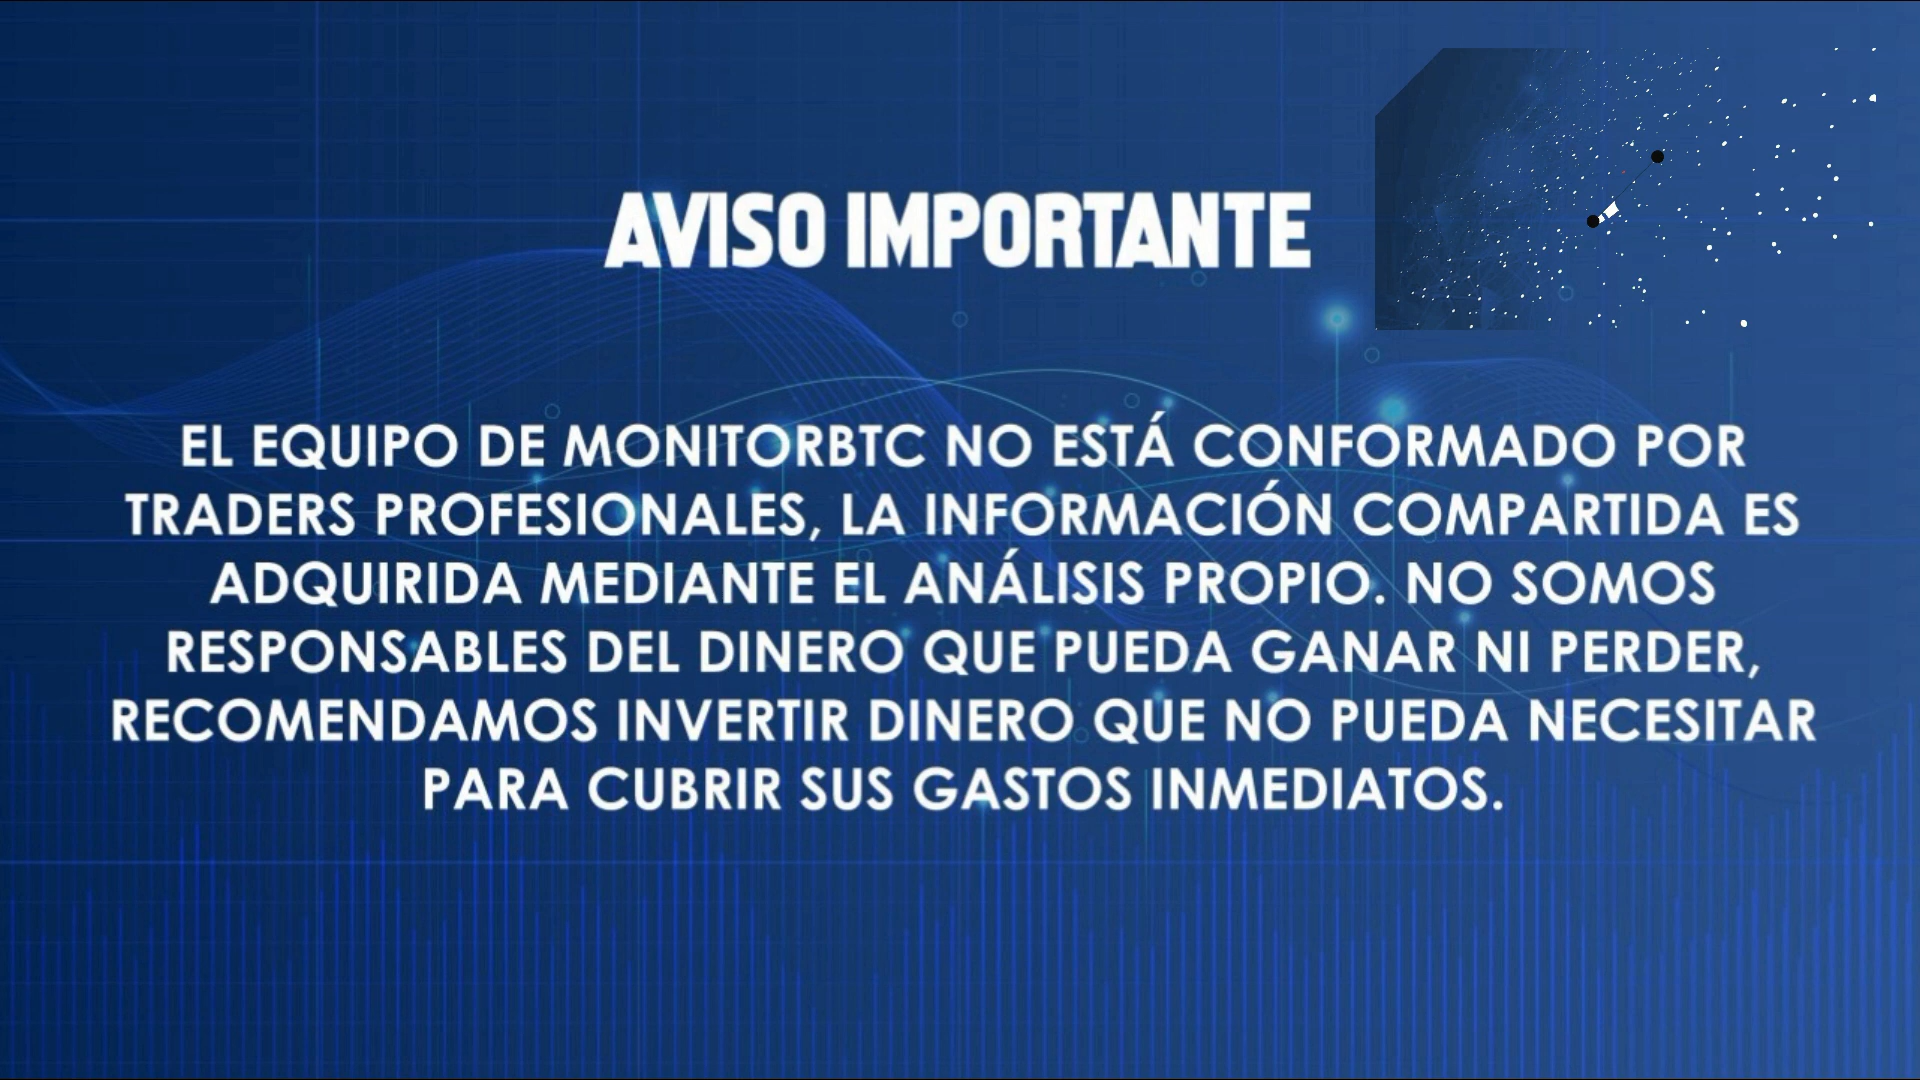 AVISO IMPORTANTE
EL EQUIPO DE MONITORBTC NO ESTÁ CONFORMADO POR
TRADERS PROFESIONALES, LA INFORMACIÓN COMPARTIDA ES
ADQUIRIDA MEDIANTE EL ANÁLISIS PROPIO. NO SOMOS
RESPONSABLES DEL DINERO QUE PUEDA GANAR NI PERDER,
RECOMENDAMOS INVERTIR DINERO QUE NO PUEDA NECESITAR
PARA CUBRIR SUS GASTOS INMEDIATOS.